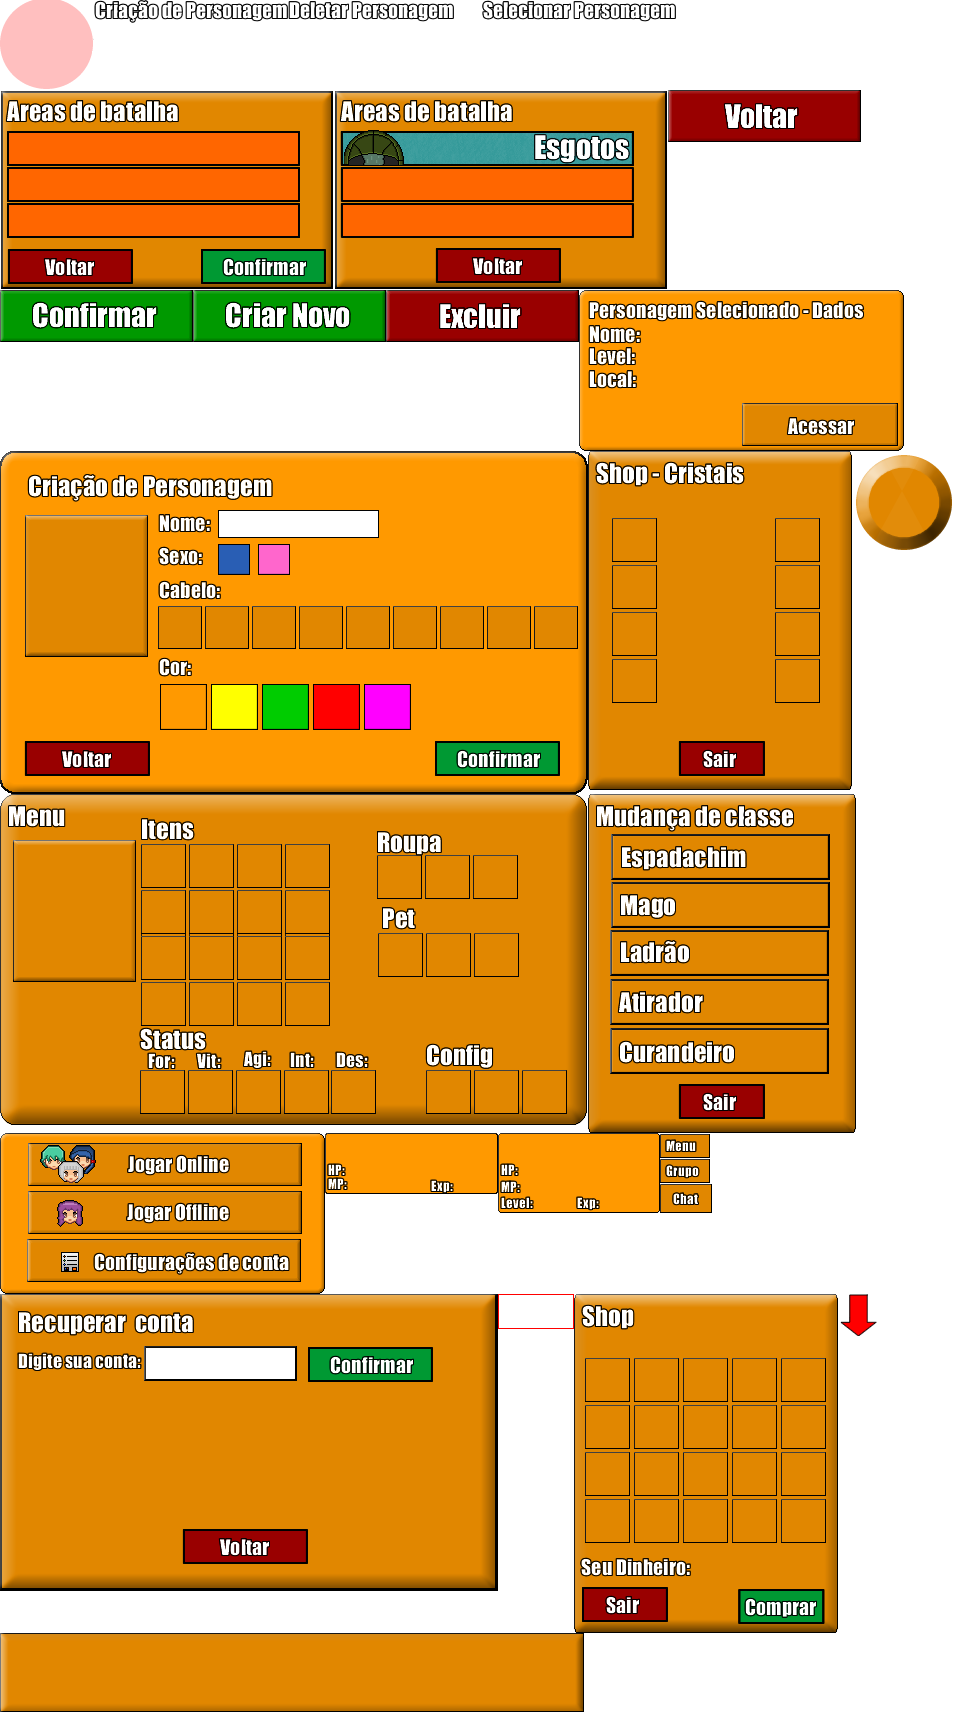 Criação de Personagem Deletar Personagem Selecionar Personagem
Areas de batalha
Voltar Confirmar
Areas de batalha
Esgotos
Voltar
Voltar
Confirmar Criar Novo Excluir
Personagem Selecionado - Dados
Nome:
Level:
Local:
Acessar
Criação de Personagem
Nome:
Sexo:
Cabelo:
Cor:
Voltar Confirmar
Shop - Cristais
Sair
Menu
Itens
Roupa
Pet
Status
For: Vit: Agi: Int: Des:
Config
Mudança de classe
Espadachim
Mago
Ladrão
Atirador
Curandeiro
Sair
Jogar Online
Jogar Offline
Configurações de conta
HP:
MP: Exp:
HP:
MP:
Level: Exp:
Menu
Grupo
Chat
Recuperar conta
Digite sua conta: Confirmar
Voltar
Shop
Seu Dinheiro:
Sair Comprar